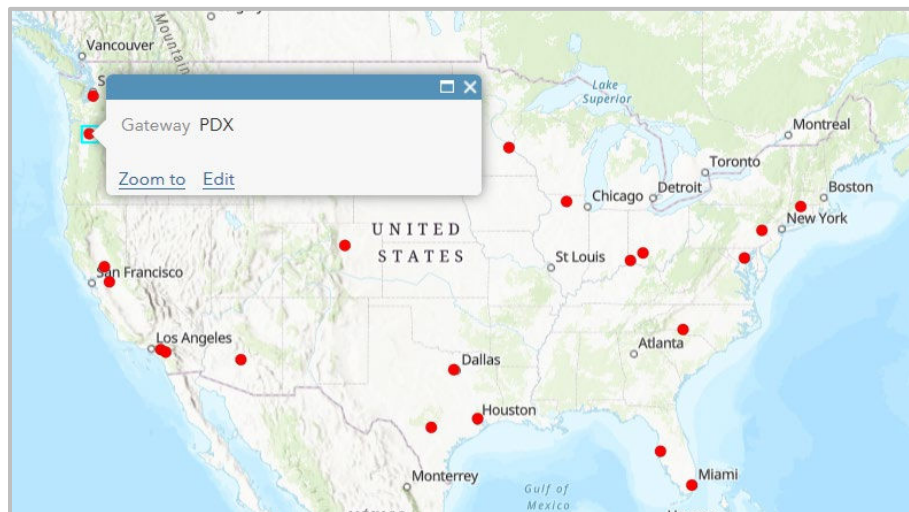 Vancouver
S
Gateway PDX
Zoom to Edit
Lake
Superior
Montreal
Toronto
Chicago
Detroit
Boston
New York
UNITED
STATES
St Louis
San Francisco
Los Angeles
Atlanta
Dallas
Houston
Monterrey
Miami
Gulf of
Mexico